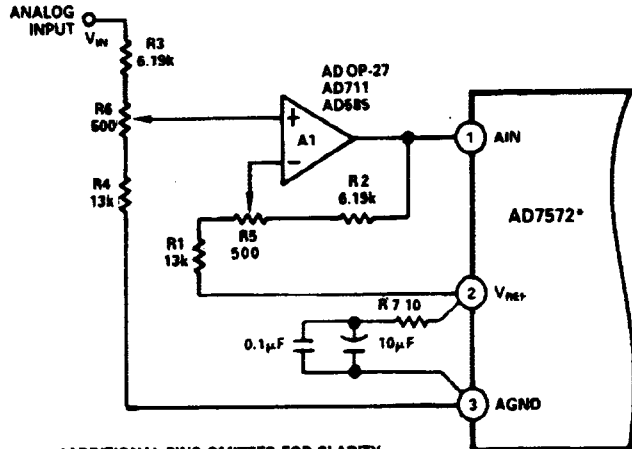 ANALOG
INPUT
VIN
R3
6.19k
R6
500
R4
13k
AD OP-27
AD711
AD685
A1
+
−
R2
6.19k
R5
500
R1
13k
R7 10
0.1µF
10µF
1
AIN
AD7572*
2
VREF
3
AGND